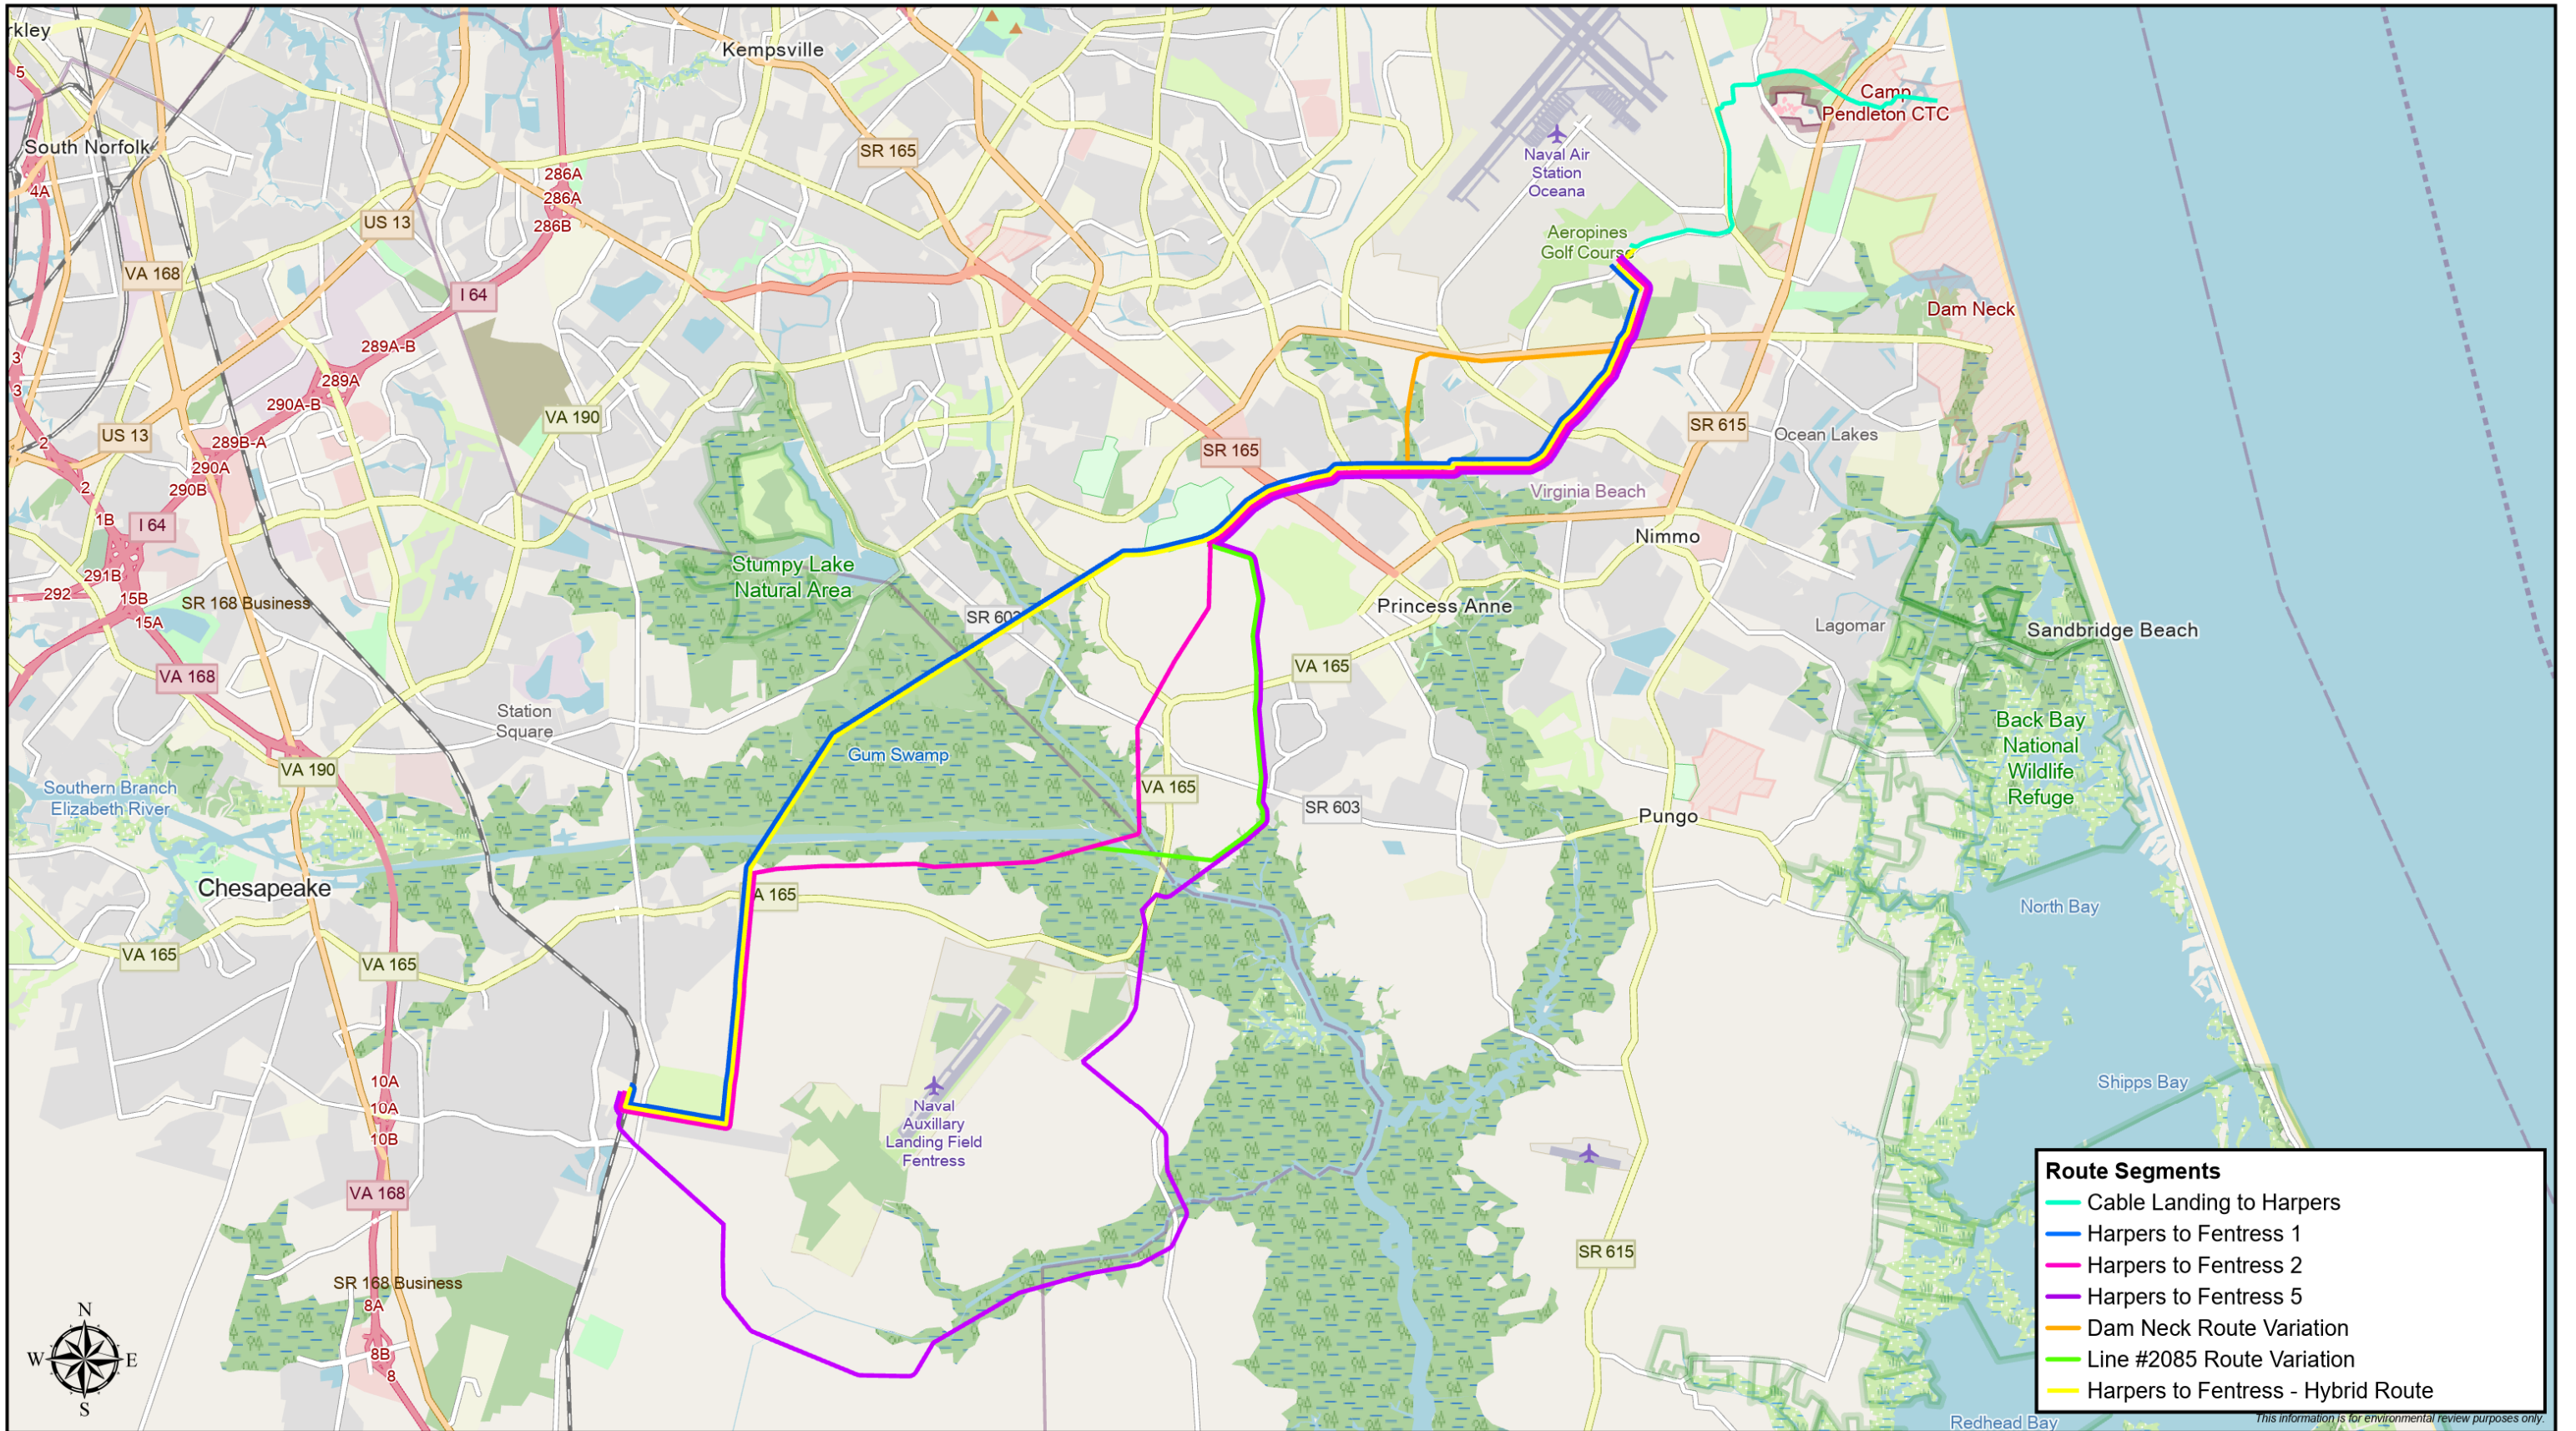 rkley
Kempsville
5
Camp
Pendleton CTC
South Norfolk
SR 165
Naval Air
Station
Oceana
286A
4A
286A
286B
US 13
Aeropines
Golf Course
VA 168
I 64
Dam Neck
289A-B
3
289A
3
290A-B
VA 190
SR 615
US 13
Ocean Lakes
2
289B-A
SR 165
290A
2
290B
Virginia Beach
1B
I 64
Nimmo
Stumpy Lake
Natural Area
291B
292
15B
SR 168 Business
Princess Anne
15A
SR 603
Lagomar
Sandbridge Beach
VA 168
VA 165
Station
Square
Back Bay
National
Wildlife
Refuge
Gum Swamp
VA 190
Southern Branch
Elizabeth River
VA 165
SR 603
Pungo
Chesapeake
A 165
North Bay
VA 165
VA 165
10A
Shipps Bay
10A
Naval
Auxillary
Landing Field
Fentress
10B
VA 168
SR 615
SR 168 Business
8A
8B
8
Redhead Bay
N
W
E
S
Route Segments
Cable Landing to Harpers
Harpers to Fentress 1
Harpers to Fentress 2
Harpers to Fentress 5
Dam Neck Route Variation
Line #2085 Route Variation
Harpers to Fentress - Hybrid Route
This information is for environmental review purposes only.